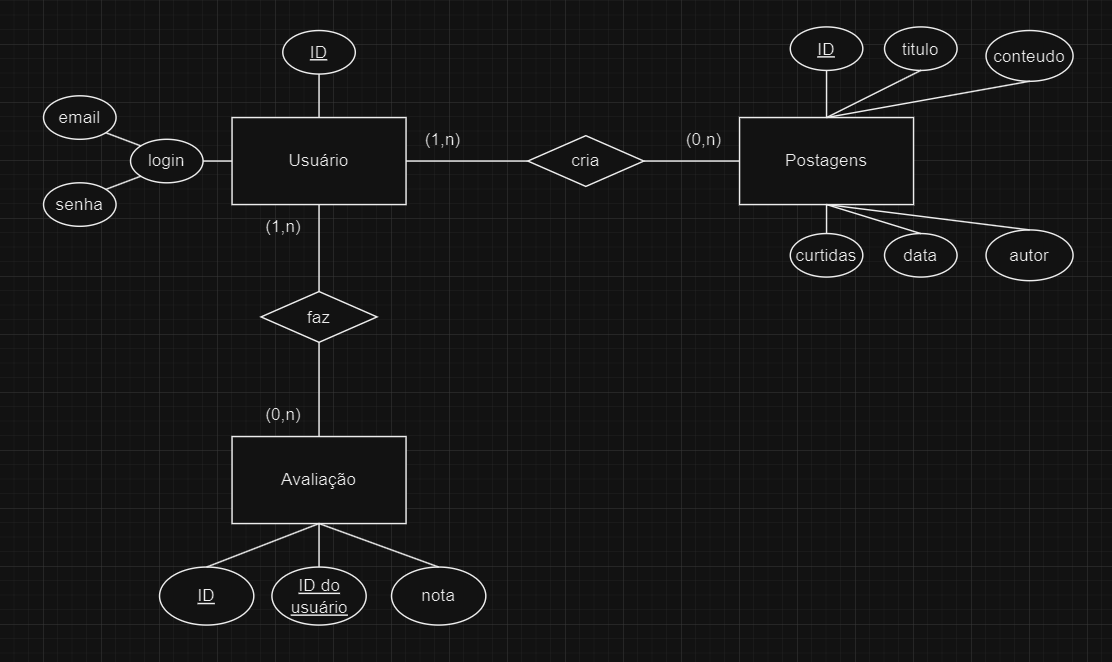 ID
ID
titulo
conteudo
email
login
senha
Usuário
(1,n)
cria
(0,n)
Postagens
(1,n)
curtidas
data
autor
faz
(0,n)
Avaliação
ID
ID do
usuário
nota